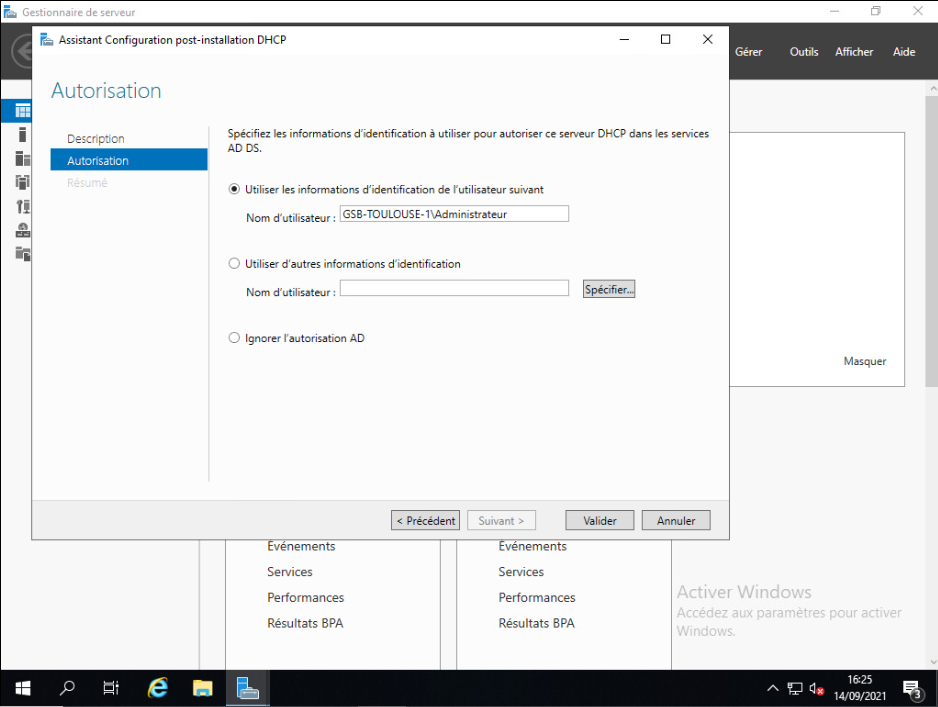 Gestionnaire de serveur
Assistant Configuration post-installation DHCP
Gérer
Outils
Afficher
Aide
Autorisation
Description
Autorisation
Résumé
Spécifiez les informations d'identification à utiliser pour autoriser ce serveur DHCP dans les services
AD DS.
Utiliser les informations d'identification de l'utilisateur suivant
Nom d'utilisateur : GSB-TOULOUSE-1\Administrateur
Utiliser d'autres informations d'identification
Nom d'utilisateur : Spécifier...
Ignorer l'autorisation AD
Masquer
< Précédent
Suivant >
Valider
Annuler
Événements
Services
Performances
Résultats BPA
Événements
Services
Performances
Résultats BPA
Activer Windows
Accédez aux paramètres pour activer
Windows.
16:25
14/09/2021
3